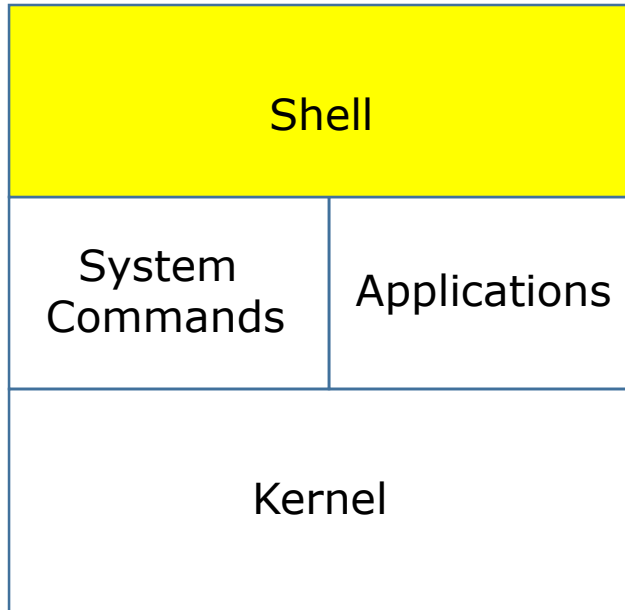 Shell
System
Commands
Applications
Kernel